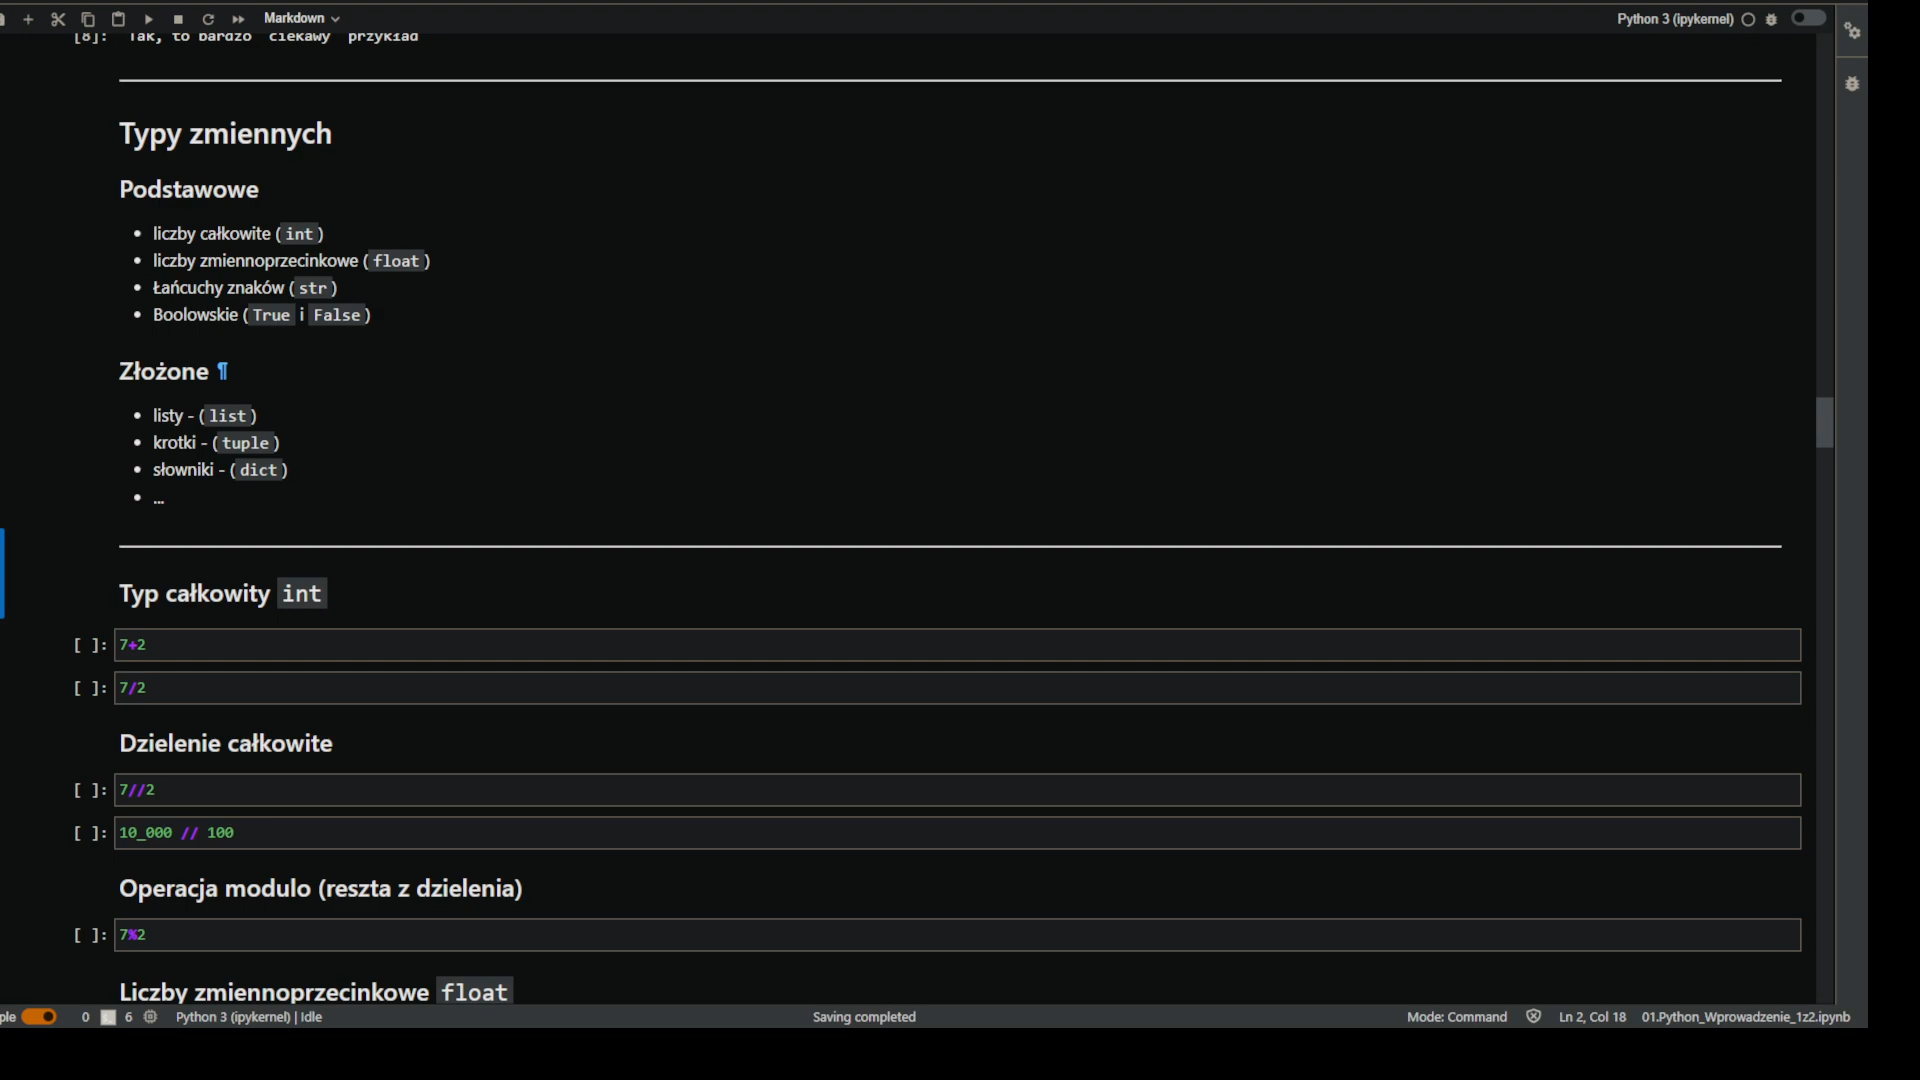 Markdown
Python 3 (ipykernel)
[8]: Tak, to bardzo ciekawy przykład
Typy zmiennych
Podstawowe
• liczby całkowite ( int )
• liczby zmiennoprzecinkowe ( float )
• Łańcuchy znaków ( str )
• Boolowskie ( True i False )
Złożone ¶
• listy - ( list )
• krotki - ( tuple )
• słowniki - ( dict )
• ...
Typ całkowity int
[ ]: 7+2
[ ]: 7/2
Dzielenie całkowite
[ ]: 7//2
[ ]: 10_000 // 100
Operacja modulo (reszta z dzielenia)
[ ]: 7%2
Liczby zmiennoprzecinkowe float
ple 0 6 Python 3 (ipykernel) | Idle Saving completed Mode: Command Ln 2, Col 18 01.Python_Wprowadzenie_1z2.ipynb